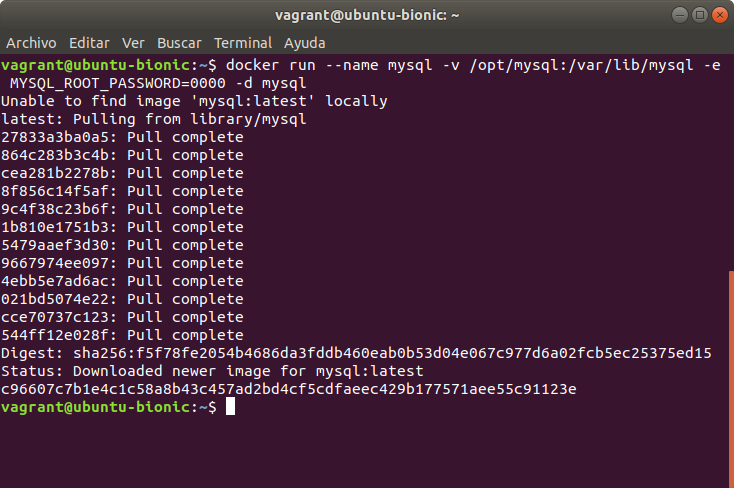 vagrant@ubuntu-bionic: ~
Archivo Editar Ver Buscar Terminal Ayuda
vagrant@ubuntu-bionic:~$ docker run --name mysql -v /opt/mysql:/var/lib/mysql -e
 MYSQL_ROOT_PASSWORD=0000 -d mysql
Unable to find image 'mysql:latest' locally
latest: Pulling from library/mysql
27833a3ba0a5: Pull complete
864c283b3c4b: Pull complete
cea281b2278b: Pull complete
8f856c14f5af: Pull complete
9c4f38c23b6f: Pull complete
1b810e1751b3: Pull complete
5479aaef3d30: Pull complete
9667974ee097: Pull complete
4ebb5e7ad6ac: Pull complete
021bd5074e22: Pull complete
cce70737c123: Pull complete
544ff12e028f: Pull complete
Digest: sha256:f5f78fe2054b4686da3fddb460eab0b53d04e067c977d6a02fcb5ec25375ed15
Status: Downloaded newer image for mysql:latest
c96607c7b1e4c1c58a8b43c457ad2bd4cf5cdfaeec429b177571aee55c91123e
vagrant@ubuntu-bionic:~$